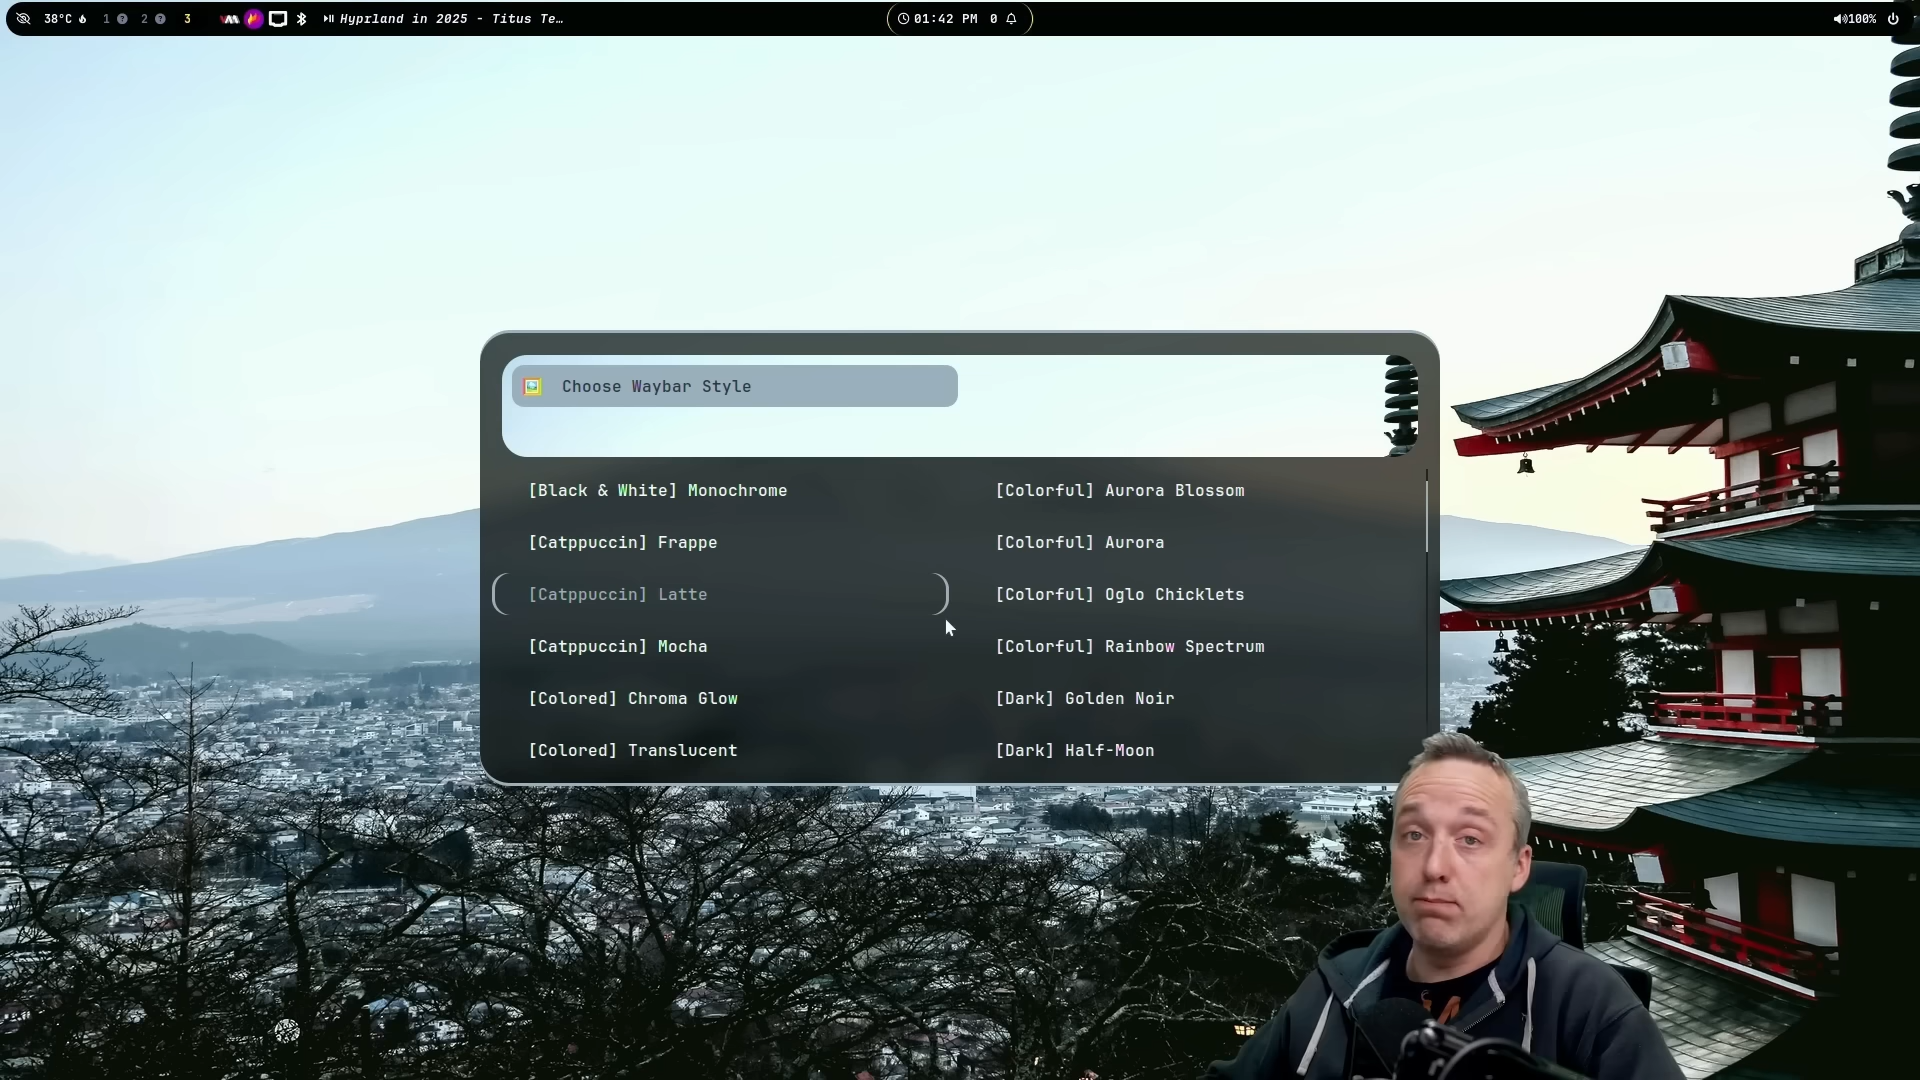 38°C 1 2 3 Hyprland in 2025 - Titus Te… 01:42 PM 0 100%
Choose Waybar Style
[Black & White] Monochrome
[Catppuccin] Frappe
[Catppuccin] Latte
[Catppuccin] Mocha
[Colored] Chroma Glow
[Colored] Translucent
[Colorful] Aurora Blossom
[Colorful] Aurora
[Colorful] Oglo Chicklets
[Colorful] Rainbow Spectrum
[Dark] Golden Noir
[Dark] Half-Moon